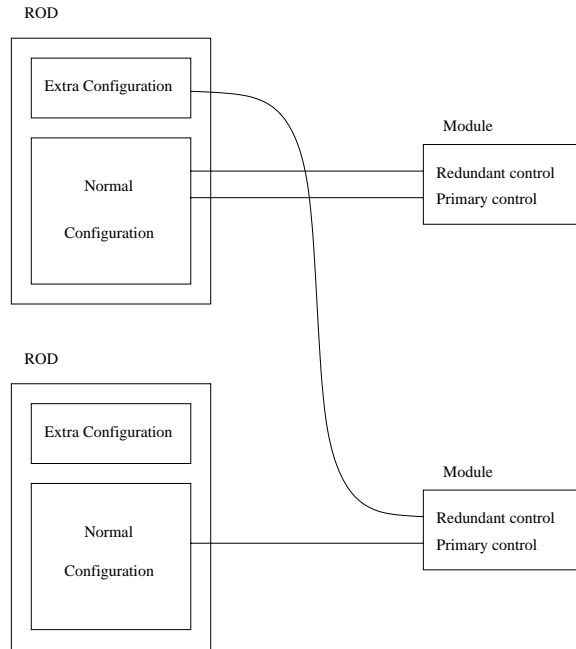 ROD
Extra Configuration
Normal
Configuration
Module
Redundant control
Primary control
ROD
Extra Configuration
Normal
Configuration
Module
Redundant control
Primary control